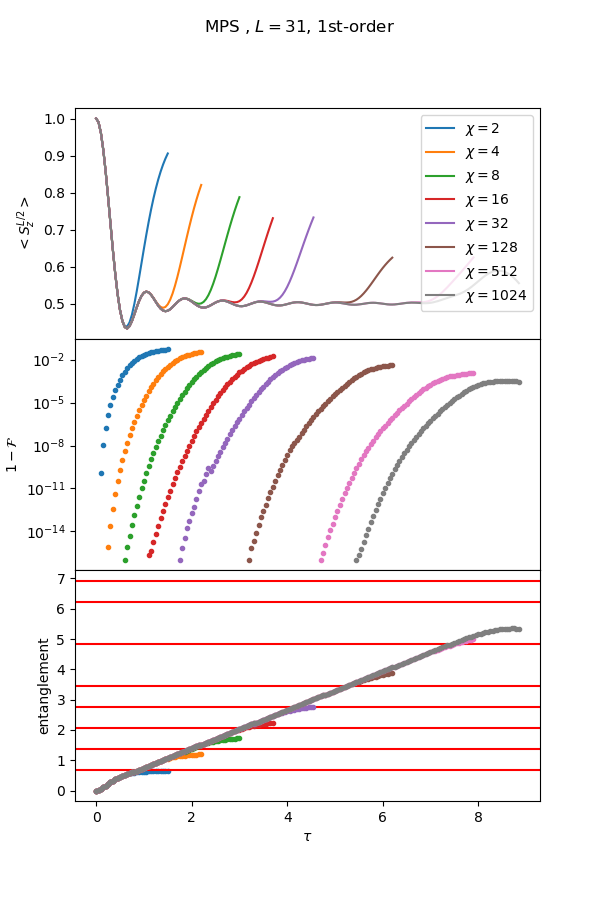 MPS , L = 31, 1st-order
1.0
0.9
0.8
0.7
0.6
0.5
< S_z^{L/2} >
χ = 2
χ = 4
χ = 8
χ = 16
χ = 32
χ = 128
χ = 512
χ = 1024
10^{-2}
10^{-5}
10^{-8}
10^{-11}
10^{-14}
1 − ℱ
7
6
5
4
3
2
1
0
entanglement
0 2 4 6 8
τ